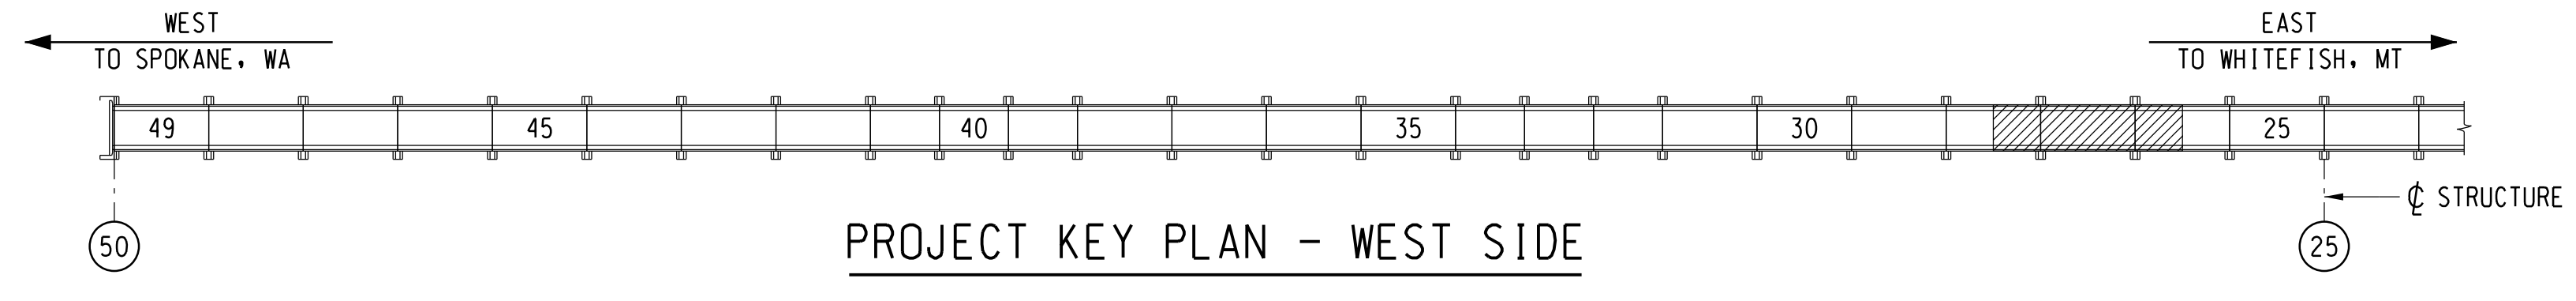 WEST
TO SPOKANE, WA
EAST
TO WHITEFISH, MT
49 45 40 35 30 25
℄ STRUCTURE
50 25
PROJECT KEY PLAN - WEST SIDE